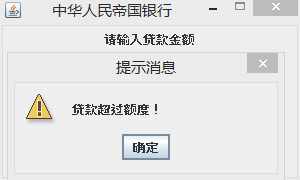 中华人民帝国银行
请输入贷款金额
提示消息
贷款超过额度！
确定